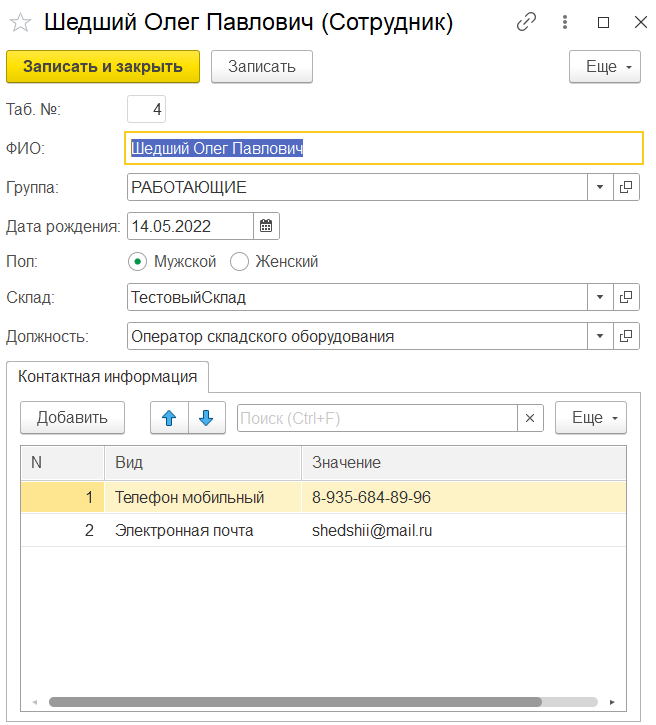 Шедший Олег Павлович (Сотрудник)
Записать и закрыть Записать Еще
Таб. №: 4
ФИО: Шедший Олег Павлович
Группа: РАБОТАЮЩИЕ
Дата рождения: 14.05.2022
Пол: Мужской Женский
Склад: ТестовыйСклад
Должность: Оператор складского оборудования
Контактная информация
Добавить Поиск (Ctrl+F) × Еще
N Вид Значение
1 Телефон мобильный 8-935-684-89-96
2 Электронная почта shedshii@mail.ru